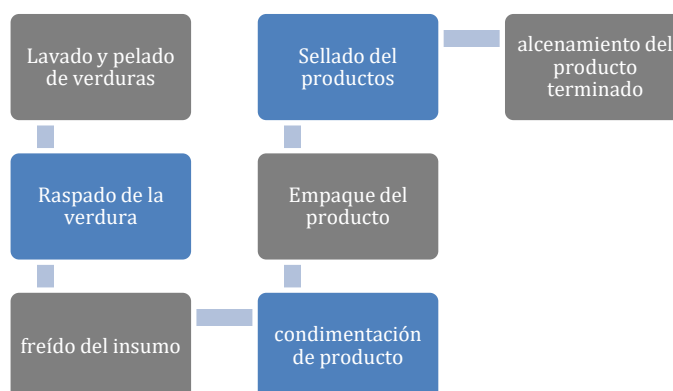 Lavado y pelado
de verduras
Raspado de la
verdura
freído del insumo
condimentación
de producto
Empaque del
producto
Sellado del
productos
alcenamiento del
producto
terminado